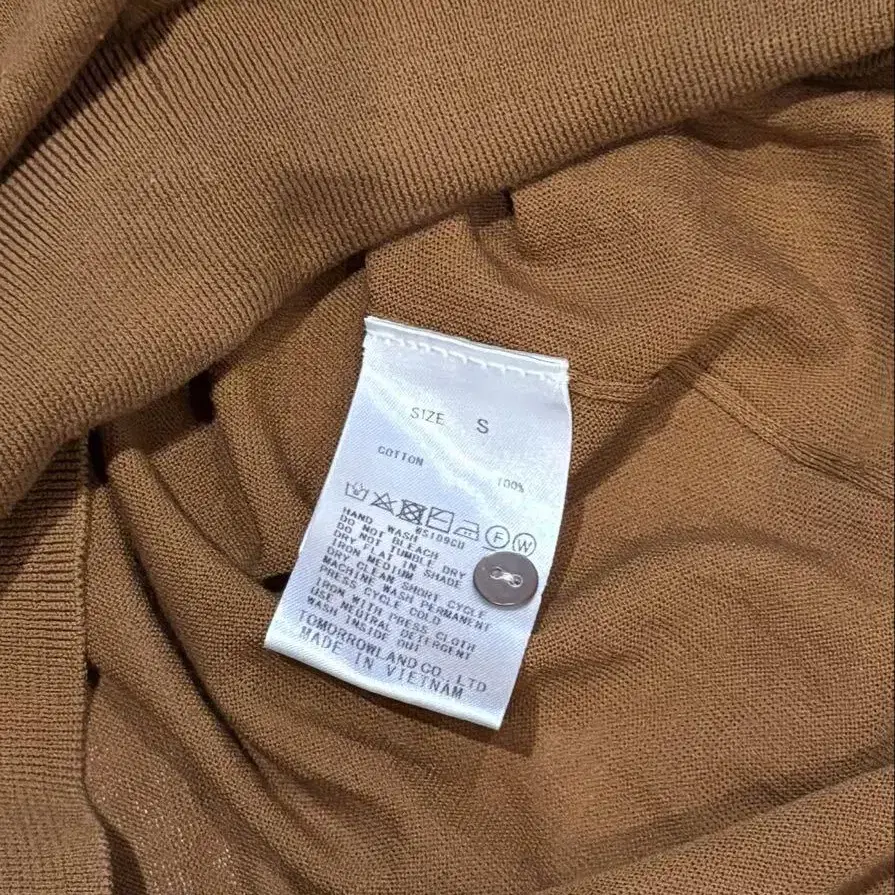 SIZE S
COTTON
100%
F W
WS1D9CU
HAND WASH
DO NOT BLEACH
DO NOT TUMBLE DRY
DRY FLAT IN SHADE
IRON MEDIUM
DRY CLEAN SHORT CYCLE
MACHINE WASH PERMANENT
PRESS CYCLE COLD
IRON WITH PRESS CLOTH
USE NEUTRAL DETERGENT
WASH INSIDE OUT
TOMORROWLAND CO., LTD
MADE IN VIETNAM